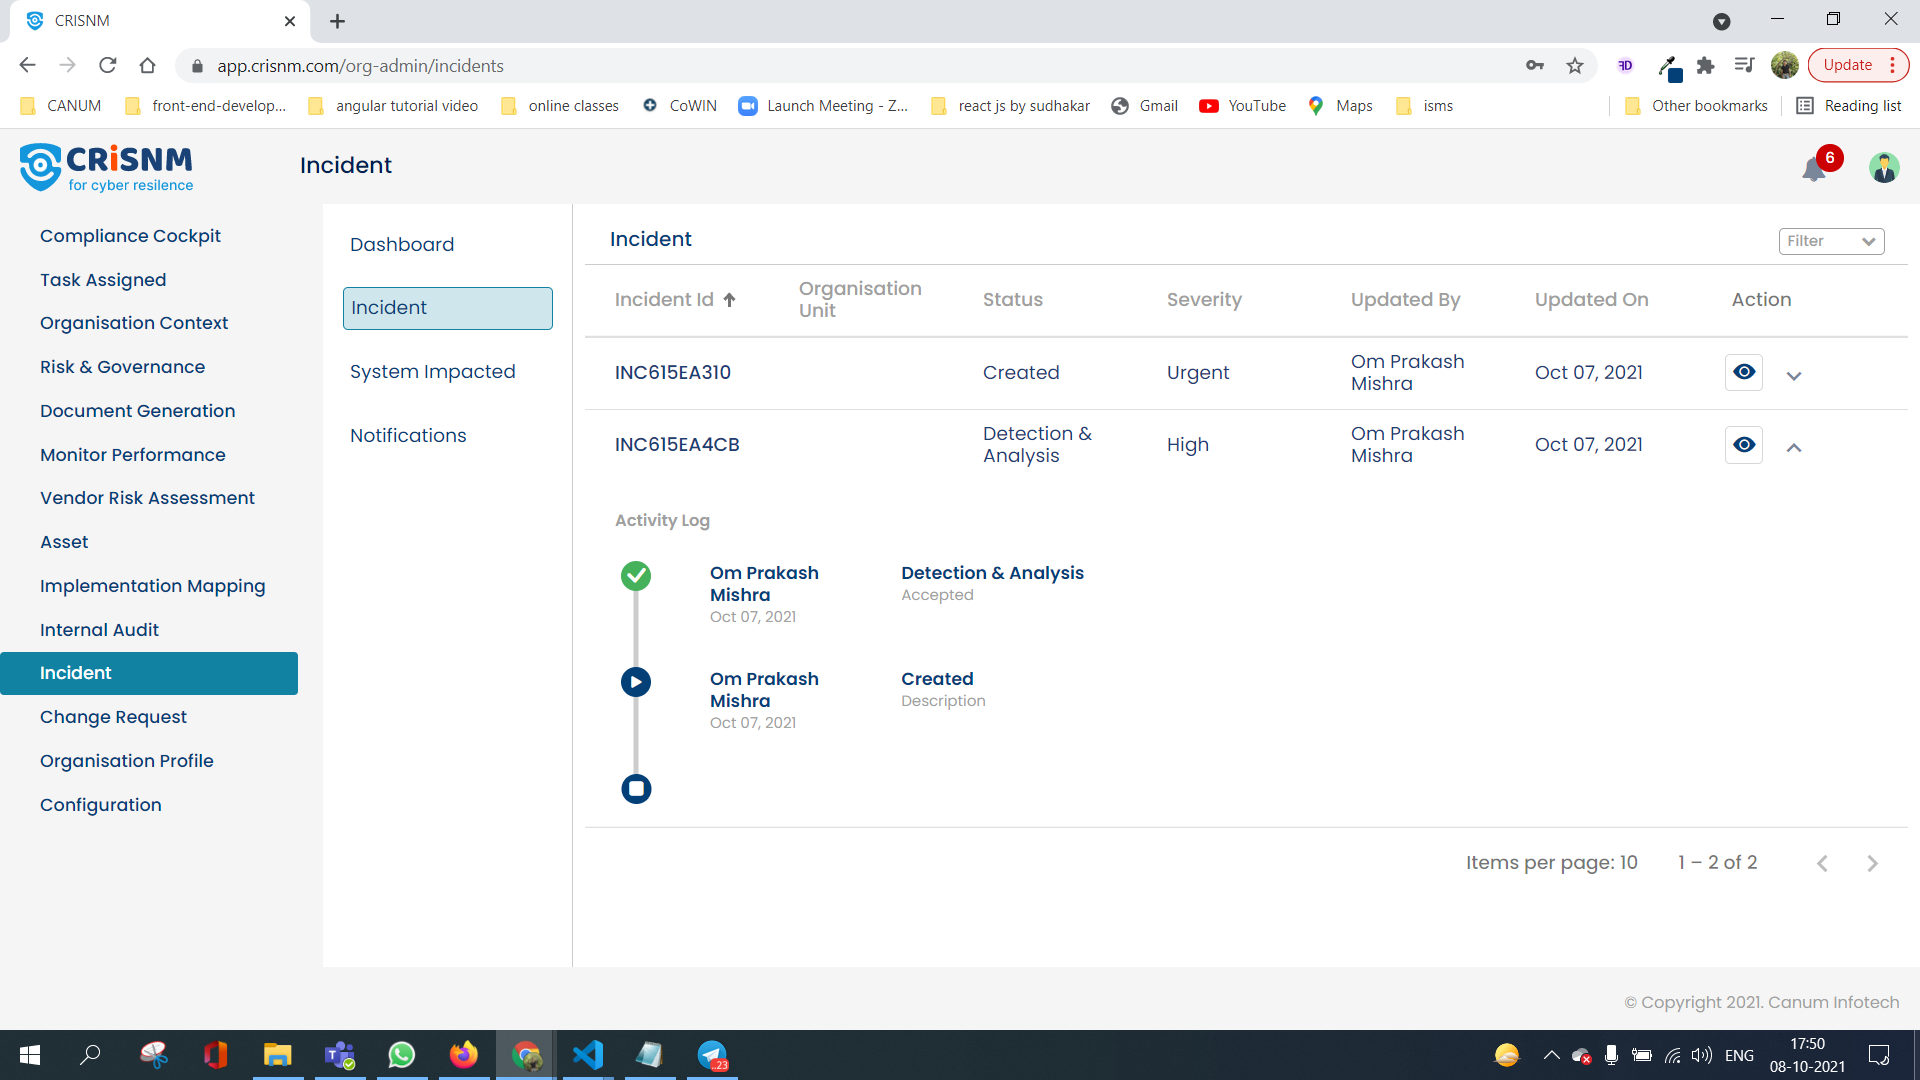 CRISNM
app.crisnm.com/org-admin/incidents
Update
CANUM
front-end-develop...
angular tutorial video
online classes
CoWIN
Launch Meeting - Z...
react js by sudhakar
Gmail
YouTube
Maps
isms
Other bookmarks
Reading list
CRiSNM
for cyber resilence
Incident
6
Compliance Cockpit
Task Assigned
Organisation Context
Risk & Governance
Document Generation
Monitor Performance
Vendor Risk Assessment
Asset
Implementation Mapping
Internal Audit
Incident
Change Request
Organisation Profile
Configuration
Dashboard
Incident
System Impacted
Notifications
Incident
Filter
Incident Id
Organisation
Unit
Status
Severity
Updated By
Updated On
Action
INC615EA310
Created
Urgent
Om Prakash
Mishra
Oct 07, 2021
INC615EA4CB
Detection &
Analysis
High
Om Prakash
Mishra
Oct 07, 2021
Activity Log
Om Prakash
Mishra
Oct 07, 2021
Detection & Analysis
Accepted
Om Prakash
Mishra
Oct 07, 2021
Created
Description
Items per page: 10
1 – 2 of 2
© Copyright 2021. Canum Infotech
..23
ENG
17:50
08-10-2021